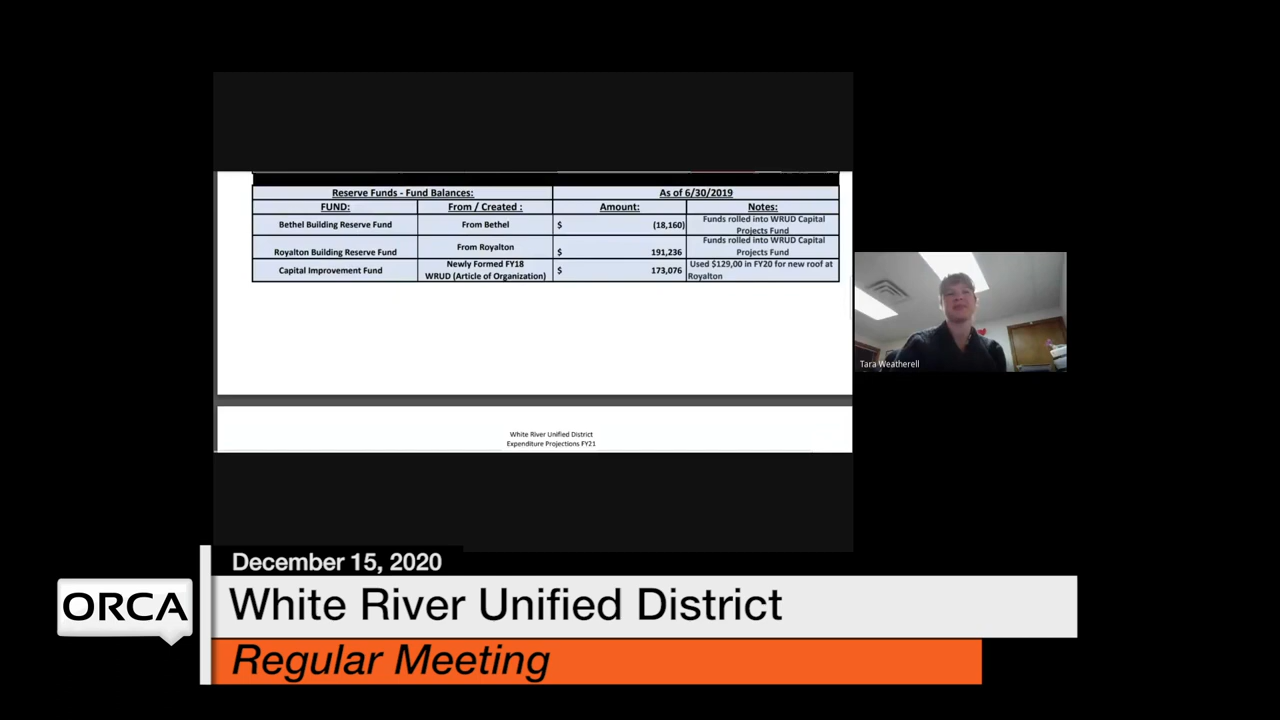 Reserve Funds - Fund Balances: As of 6/30/2019
FUND: From / Created : Amount: Notes:
Bethel Building Reserve Fund From Bethel $ (18,160) Funds rolled into WRUD Capital
Projects Fund
Royalton Building Reserve Fund From Royalton $ 191,236 Funds rolled into WRUD Capital
Projects Fund
Capital Improvement Fund Newly Formed FY18
WRUD (Article of Organization) $ 173,076 Used $129,00 in FY20 for new roof at
Royalton
White River Unified District
Expenditure Projections FY21
Tara Weatherell
December 15, 2020
ORCA
White River Unified District
Regular Meeting